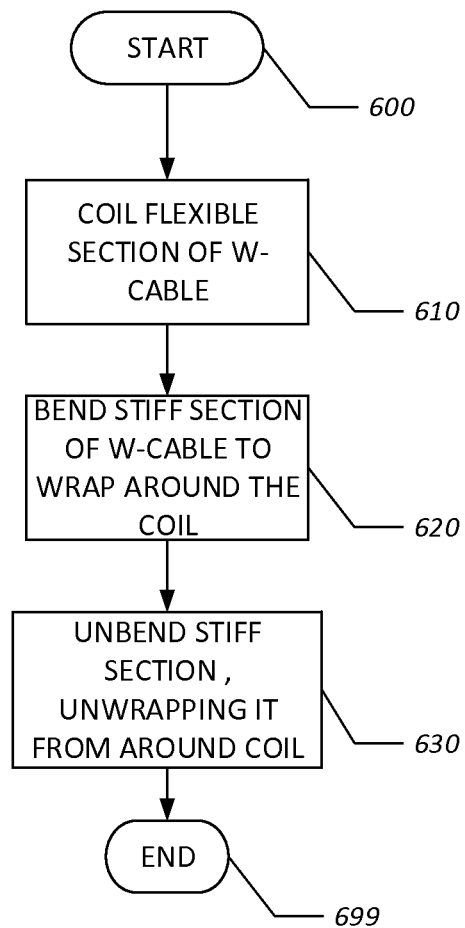 START
600
COIL FLEXIBLE
SECTION OF W-
CABLE
610
BEND STIFF SECTION
OF W-CABLE TO
WRAP AROUND THE
COIL
620
UNBEND STIFF
SECTION ,
UNWRAPPING IT
FROM AROUND COIL
630
END
699